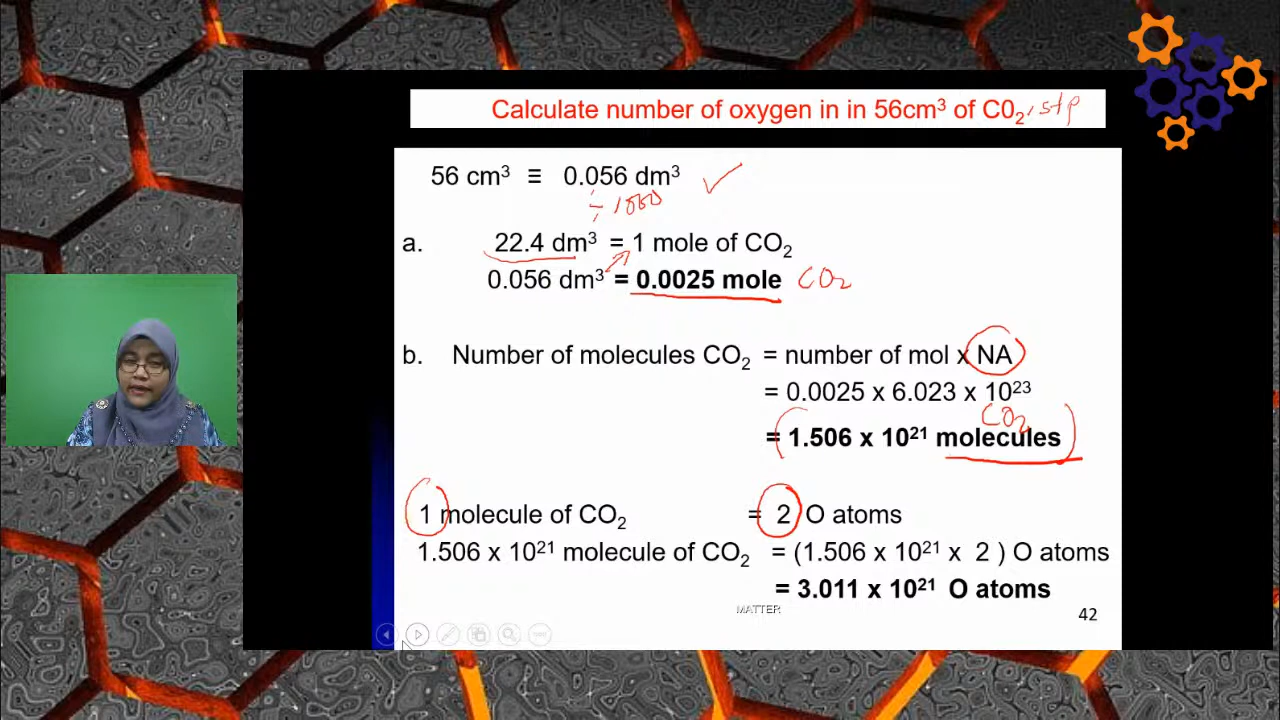 Calculate number of oxygen in in 56cm³ of C0₂, stp
56 cm³ ≡ 0.056 dm³ ✓
÷ 1000
a. 22.4 dm³ = 1 mole of CO₂
0.056 dm³ = 0.0025 mole CO₂
b. Number of molecules CO₂ = number of mol x NA
= 0.0025 x 6.023 x 10²³
CO₂
= 1.506 x 10²¹ molecules
1 molecule of CO₂ = 2 O atoms
1.506 x 10²¹ molecule of CO₂ = (1.506 x 10²¹ x 2 ) O atoms
= 3.011 x 10²¹ O atoms
MATTER
42